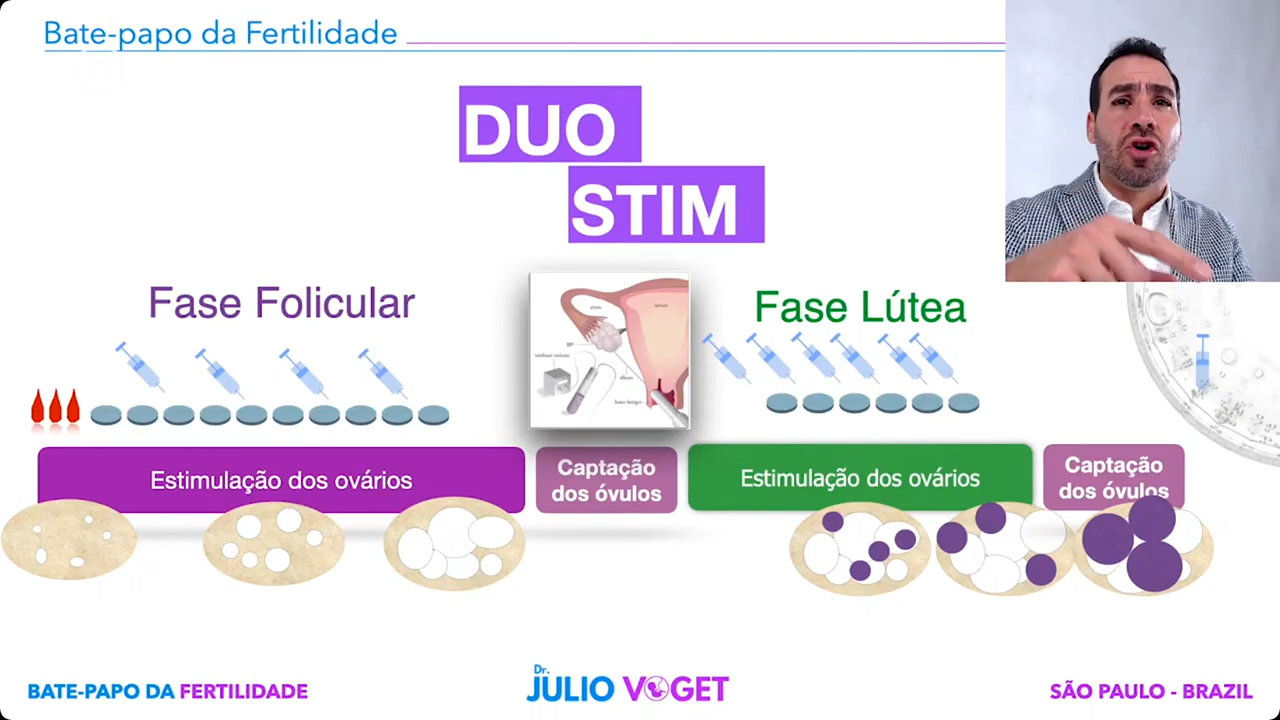 Bate-papo da Fertilidade
DUO
STIM
Fase Folicular
Fase Lútea
Estimulação dos ovários
Captação
dos óvulos
Estimulação dos ovários
Captação
dos óvulos
BATE-PAPO DA FERTILIDADE
Dr.
JULIO VOGET
SÃO PAULO - BRAZIL